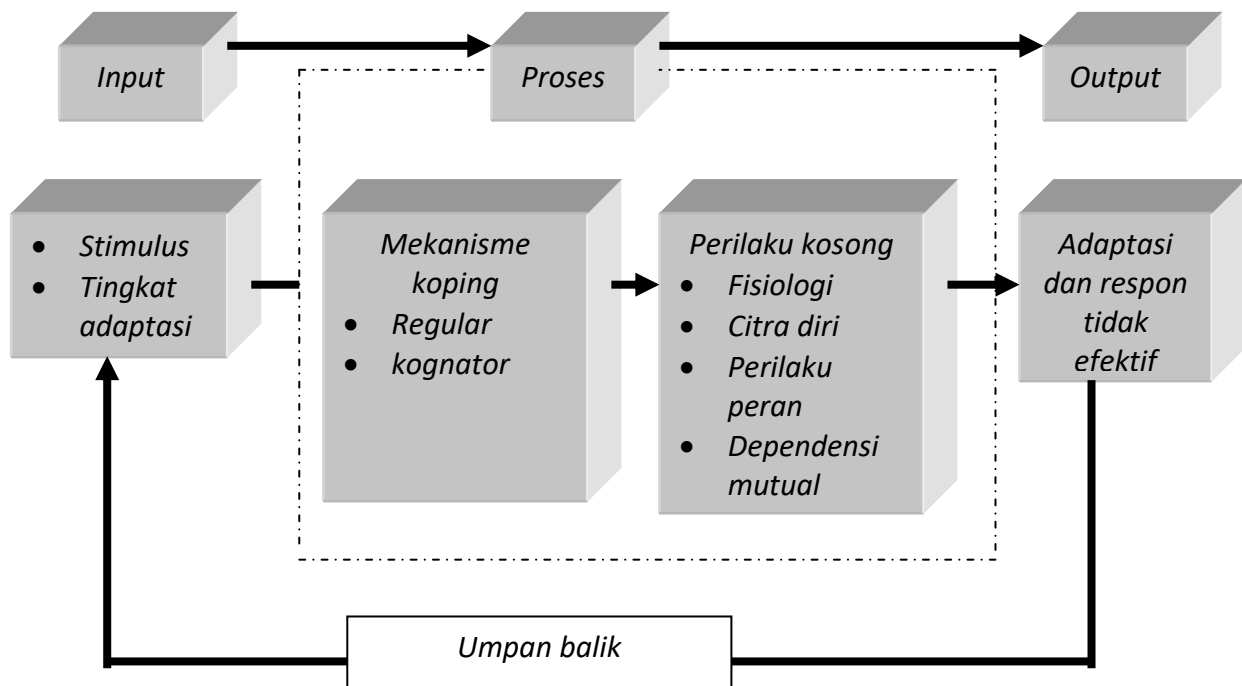 Input
Proses
Output
• Stimulus
• Tingkat
adaptasi
Mekanisme
koping
• Regular
• kognator
Perilaku kosong
• Fisiologi
• Citra diri
• Perilaku
peran
• Dependensi
mutual
Adaptasi
dan respon
tidak
efektif
Umpan balik